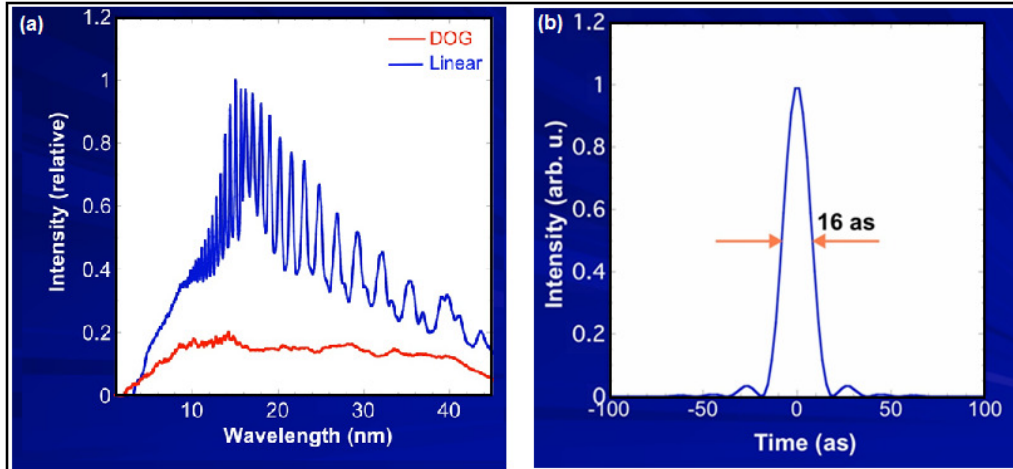 (a)
1.2
1
0.8
0.6
0.4
0.2
0
Intensity (relative)
DOG
Linear
10 20 30 40
Wavelength (nm)
(b)
1.2
1
0.8
0.6
0.4
0.2
0
Intensity (arb. u.)
16 as
-100 -50 0 50 100
Time (as)